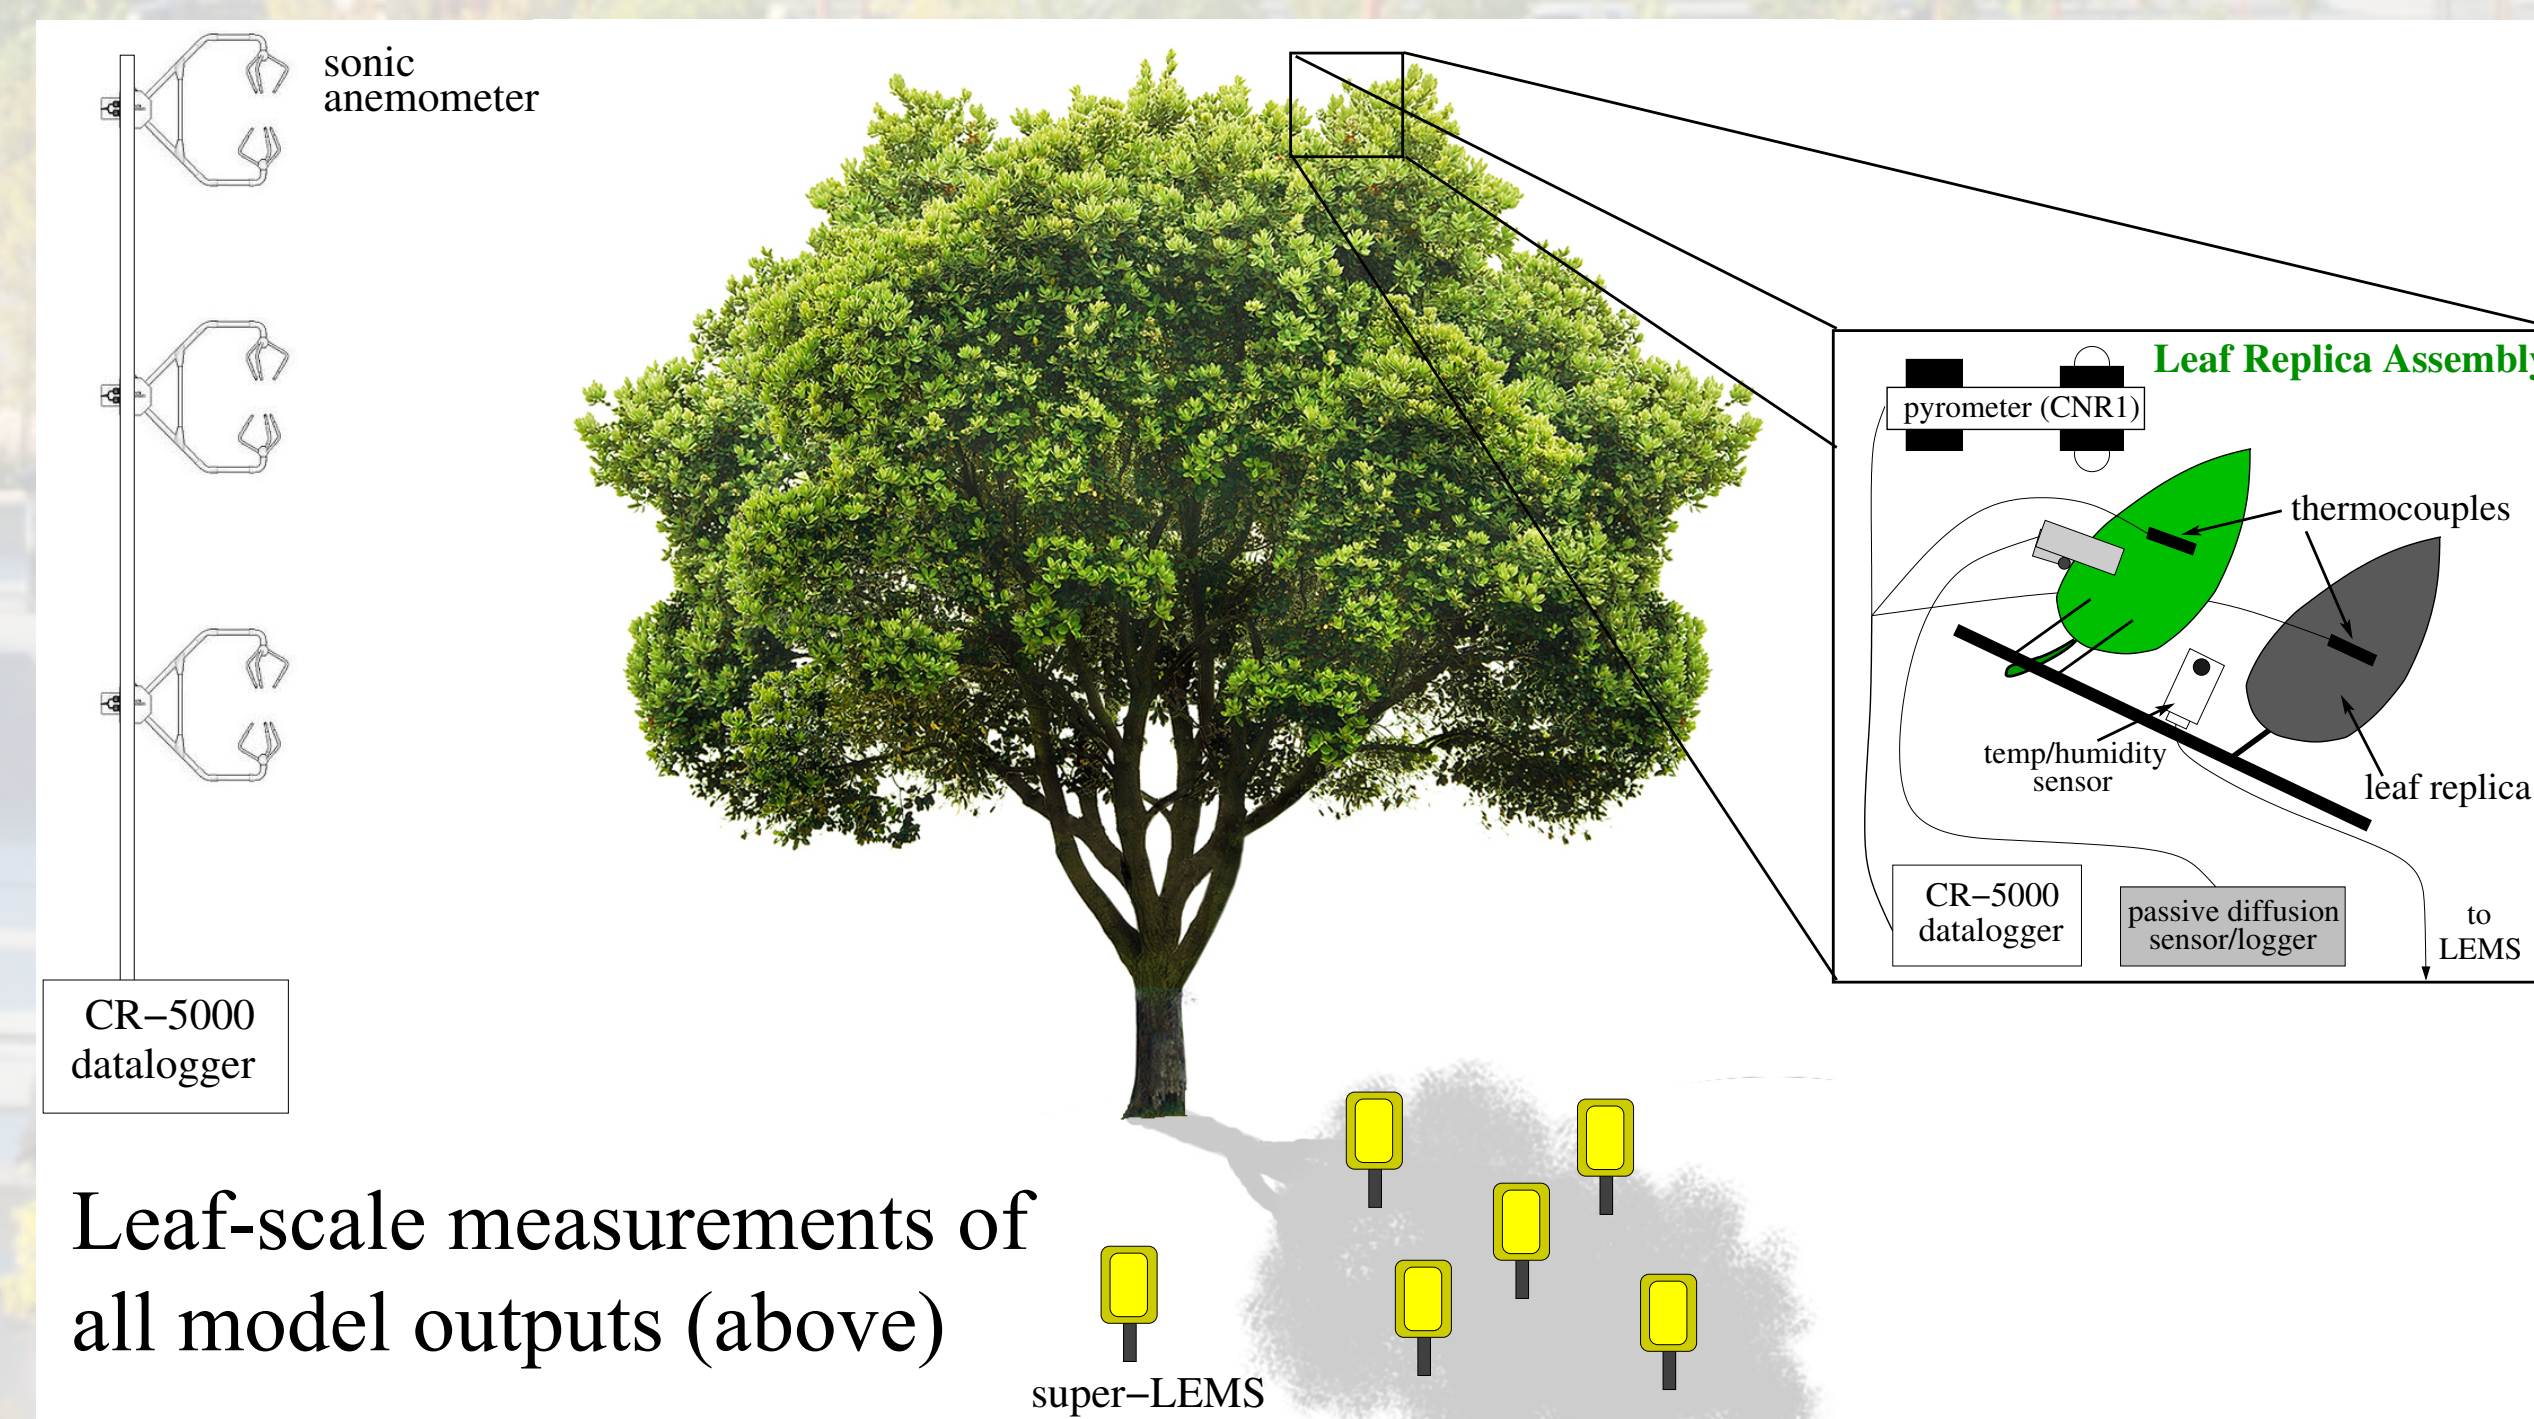 sonic
anemometer
Leaf Replica Assembly
pyrometer (CNR1)
thermocouples
temp/humidity
sensor
leaf replica
CR−5000
datalogger
passive diffusion
sensor/logger
to
LEMS
CR−5000
datalogger
Leaf-scale measurements of
all model outputs (above)
super−LEMS